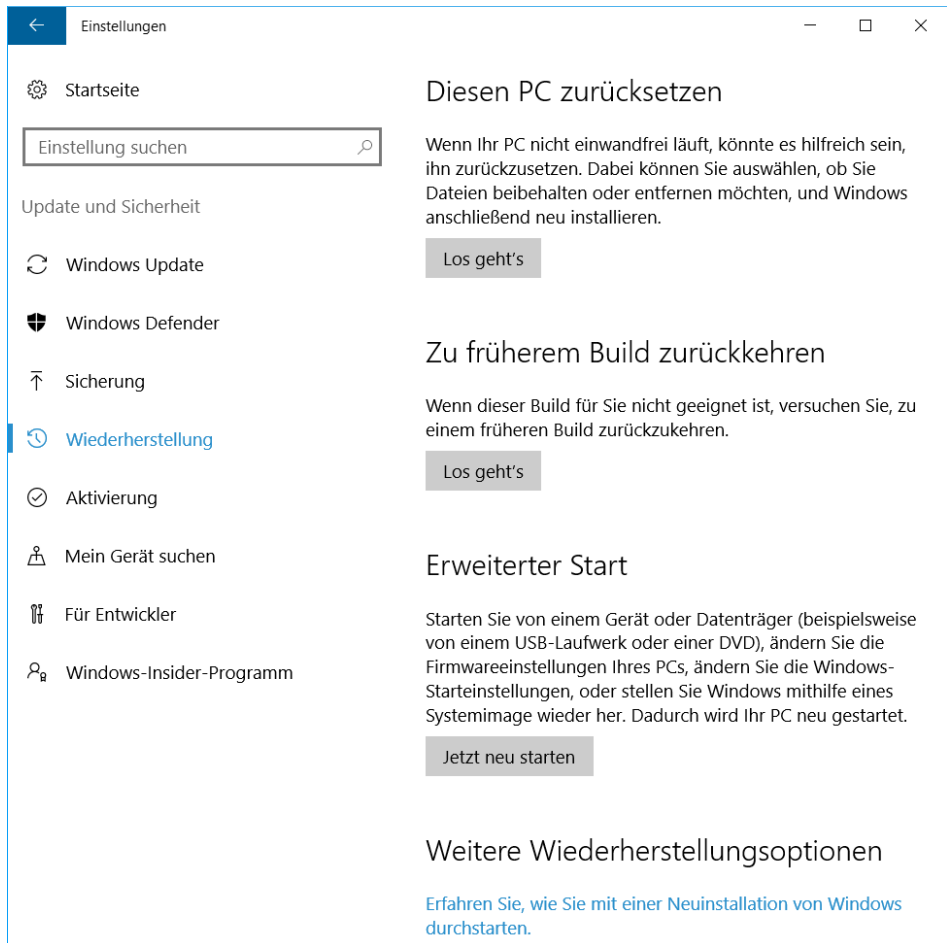 Einstellungen
Startseite
Einstellung suchen
Update und Sicherheit
Windows Update
Windows Defender
Sicherung
Wiederherstellung
Aktivierung
Mein Gerät suchen
Für Entwickler
Windows-Insider-Programm
Diesen PC zurücksetzen
Wenn Ihr PC nicht einwandfrei läuft, könnte es hilfreich sein,
ihn zurückzusetzen. Dabei können Sie auswählen, ob Sie
Dateien beibehalten oder entfernen möchten, und Windows
anschließend neu installieren.
Los geht's
Zu früherem Build zurückkehren
Wenn dieser Build für Sie nicht geeignet ist, versuchen Sie, zu
einem früheren Build zurückzukehren.
Los geht's
Erweiterter Start
Starten Sie von einem Gerät oder Datenträger (beispielsweise
von einem USB-Laufwerk oder einer DVD), ändern Sie die
Firmwareeinstellungen Ihres PCs, ändern Sie die Windows-
Starteinstellungen, oder stellen Sie Windows mithilfe eines
Systemimage wieder her. Dadurch wird Ihr PC neu gestartet.
Jetzt neu starten
Weitere Wiederherstellungsoptionen
Erfahren Sie, wie Sie mit einer Neuinstallation von Windows
durchstarten.